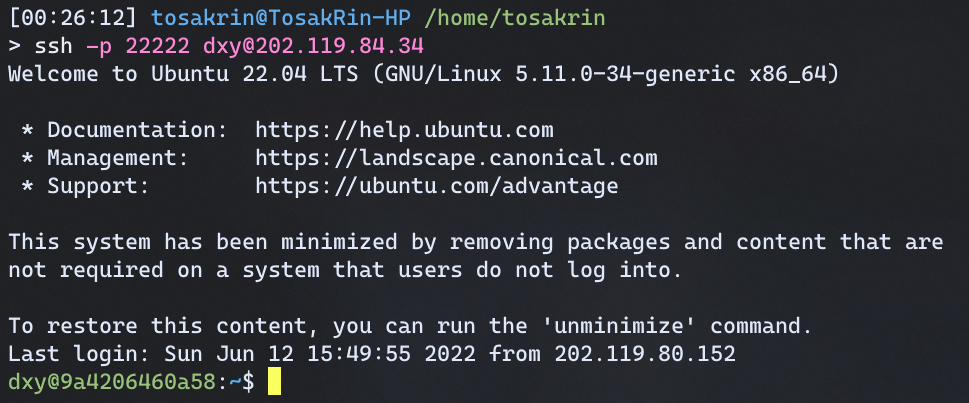 [00:26:12] tosakrin@TosakRin-HP /home/tosakrin
> ssh -p 22222 dxy@202.119.84.34
Welcome to Ubuntu 22.04 LTS (GNU/Linux 5.11.0-34-generic x86_64)
* Documentation:  https://help.ubuntu.com
* Management:     https://landscape.canonical.com
* Support:        https://ubuntu.com/advantage
This system has been minimized by removing packages and content that are
not required on a system that users do not log into.
To restore this content, you can run the 'unminimize' command.
Last login: Sun Jun 12 15:49:55 2022 from 202.119.80.152
dxy@9a4206460a58:~$